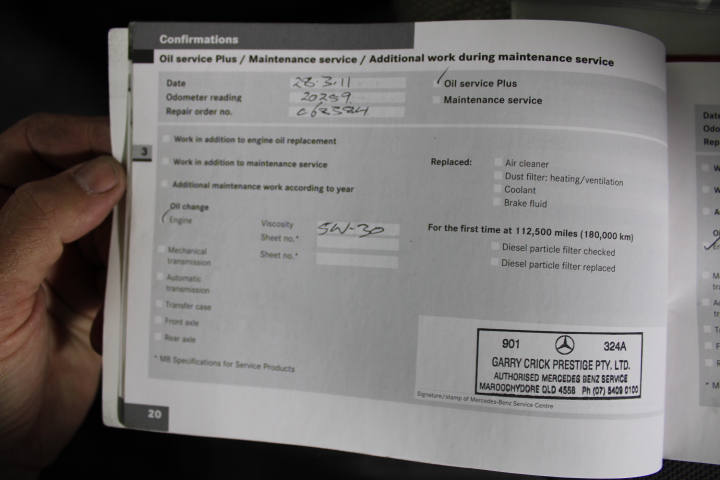 Confirmations
Oil service Plus / Maintenance service / Additional work during maintenance service
Date 28.3.11
Odometer reading 20259
Repair order no.
Oil service Plus
Maintenance service
3
Work in addition to engine oil replacement
Work in addition to maintenance service
Additional maintenance work according to year
Replaced: Air cleaner
Dust filter: heating/ventilation
Coolant
Brake fluid
Oil change
Engine Viscosity 5W-30
Sheet no.*
Mechanical transmission Sheet no.*
Automatic transmission
Transfer case
Front axle
Rear axle
* MB Specifications for Service Products
For the first time at 112,500 miles (180,000 km)
Diesel particle filter checked
Diesel particle filter replaced
901 324A
GARRY CRICK PRESTIGE PTY. LTD.
AUTHORISED MERCEDES BENZ SERVICE
MAROOCHYDORE QLD 4558 Ph (07) 5409 0100
Signature/stamp of Mercedes-Benz Service Centre
20